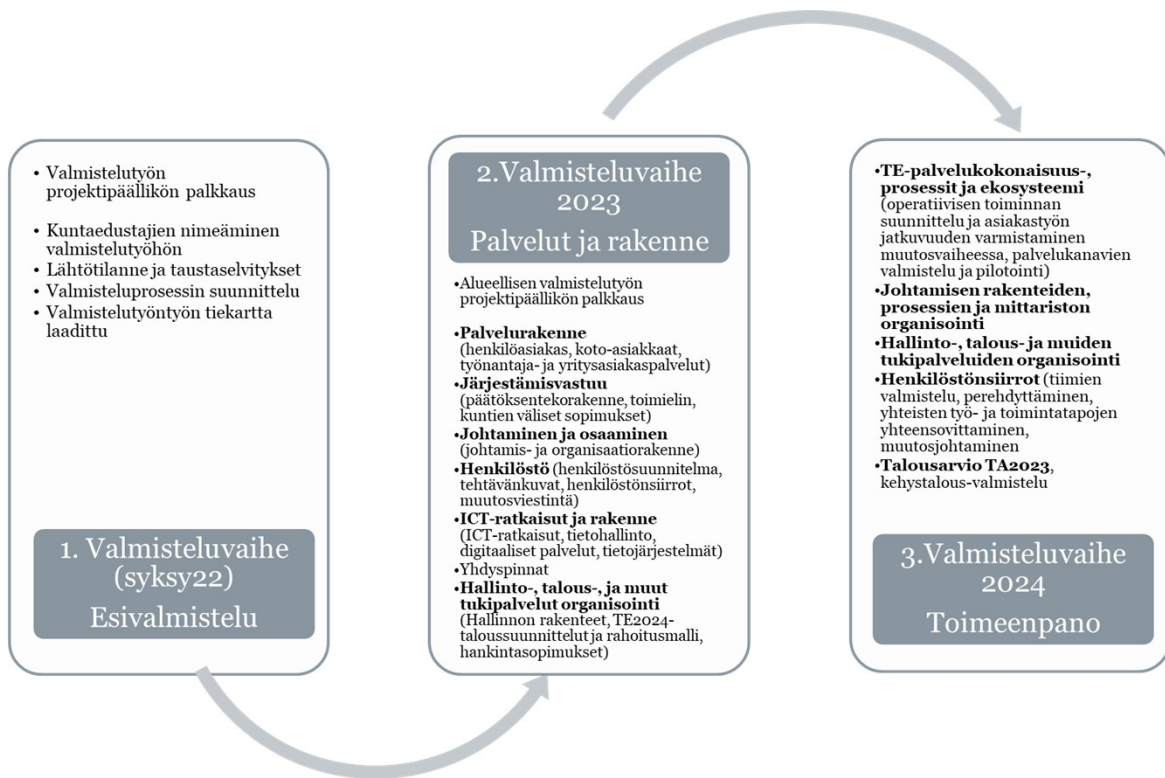 • Valmistelutyön
projektipäällikön palkkaus
• Kuntaedustajien nimeäminen
valmistelutyöhön
• Lähtötilanne ja taustaselvitykset
• Valmisteluprosessin suunnittelu
• Valmistelutyöntyön tiekartta
laadittu
1. Valmisteluvaihe
(syksy22)
Esivalmistelu
2.Valmisteluvaihe
2023
Palvelut ja rakenne
•Alueellisen valmistelutyön
projektipäällikön palkkaus
•Palvelurakenne
(henkilöasiakas, koto-asiakkaat,
työnantaja- ja yritysasiakaspalvelut)
•Järjestämisvastuu
(päätöksentekorakenne, toimielin,
kuntien väliset sopimukset)
•Johtaminen ja osaaminen
(johtamis- ja organisaatiorakenne)
•Henkilöstö (henkilöstösuunnitelma,
tehtävänkuvat, henkilöstönsiirrot,
muutosviestintä)
•ICT-ratkaisut ja rakenne
(ICT-ratkaisut, tietohallinto,
digitaaliset palvelut, tietojärjestelmät)
•Yhdyspinnat
•Hallinto-, talous-, ja muut
tukipalvelut organisointi
(Hallinnon rakenteet, TE2024-
taloussuunnittelut ja rahoitusmalli,
hankintasopimukset)
•TE-palvelukokonaisuus-,
prosessit ja ekosysteemi
(operatiivisen toiminnan
suunnittelu ja asiakastyön
jatkuvuuden varmistaminen
muutosvaiheessa, palvelukanavien
valmistelu ja pilotointi)
•Johtamisen rakenteiden,
prosessien ja mittariston
organisointi
•Hallinto-, talous- ja muiden
tukipalveluiden organisointi
•Henkilöstönsiirrot (tiimien
valmistelu, perehdyttäminen,
yhteisten työ- ja toimintatapojen
yhteensovittaminen,
muutosjohtaminen
•Talousarvio TA2023,
kehystalous-valmistelu
3.Valmisteluvaihe
2024
Toimeenpano